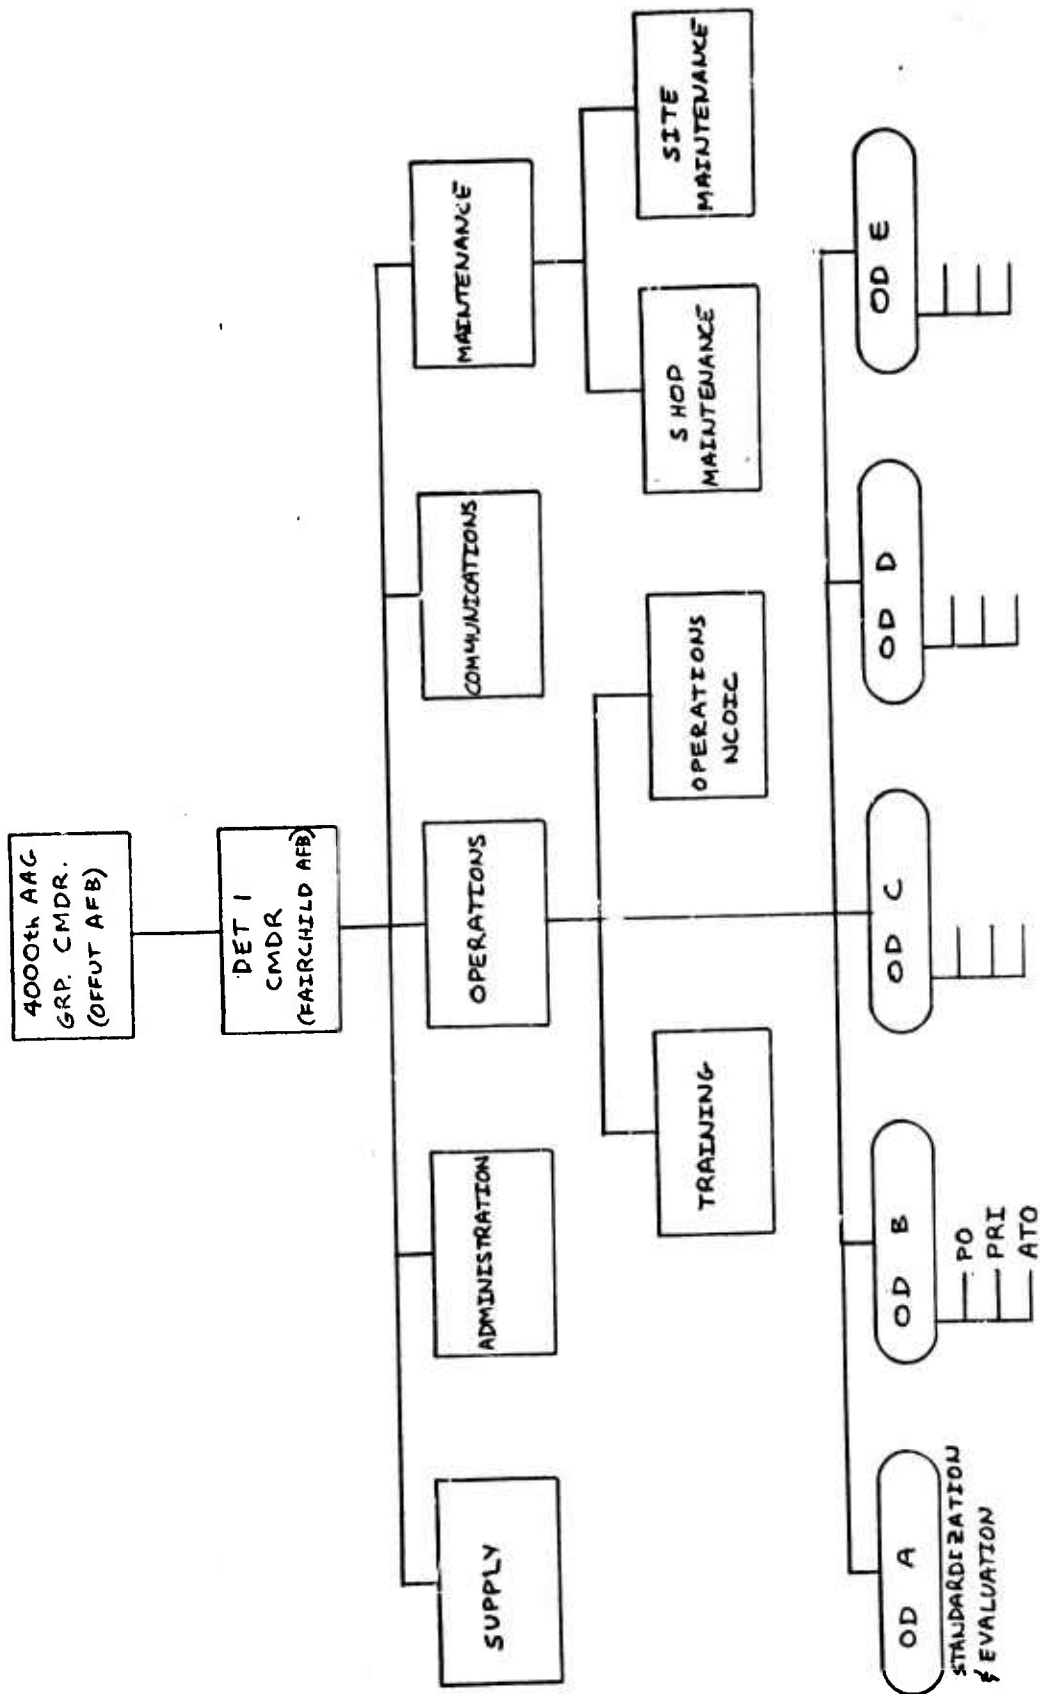 4000th AAG
GRP. CMDR.
(OFFUT AFB)
DET 1
CMDR
(FAIRCHILD AFB)
SUPPLY
ADMINISTRATION
OPERATIONS
COMMUNICATIONS
MAINTENANCE
TRAINING
OPERATIONS
NCOIC
SHOP
MAINTENANCE
SITE
MAINTENANCE
OD A
STANDARDIZATION
& EVALUATION
OD B
PO
PRI
ATO
OD C
OD D
OD E